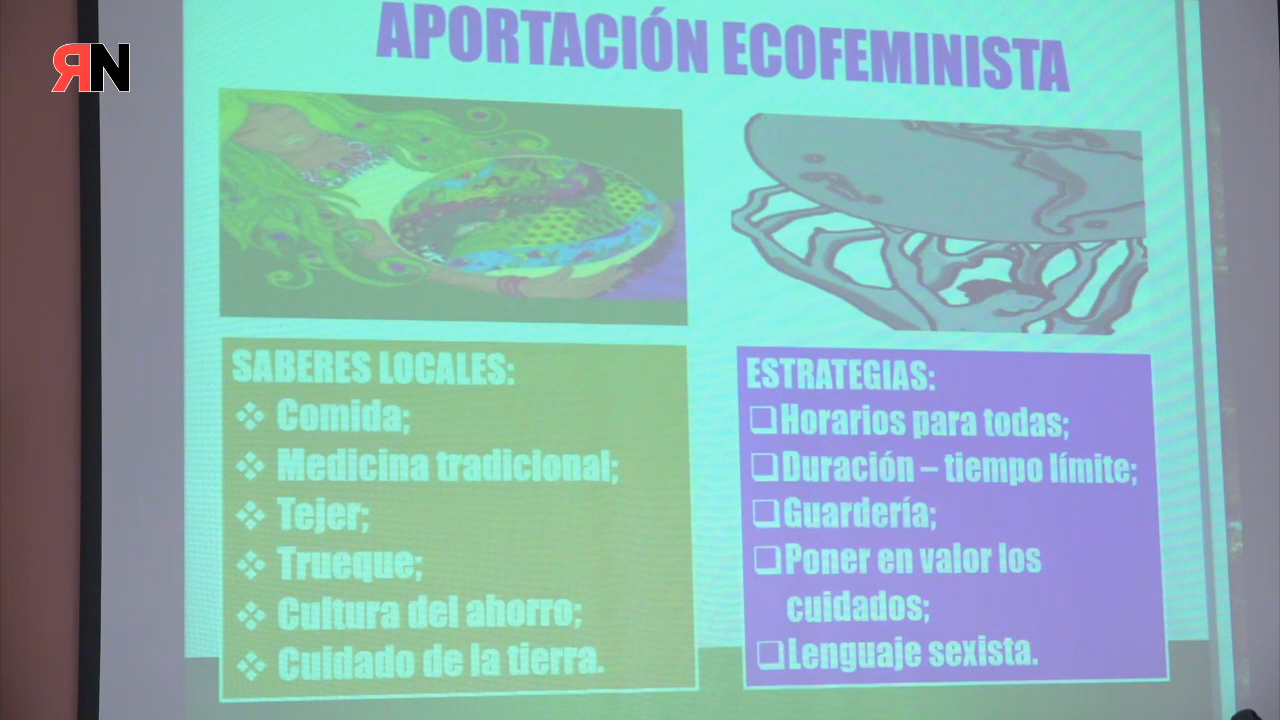 ЯN
APORTACIÓN ECOFEMINISTA
SABERES LOCALES:
❖ Comida;
❖ Medicina tradicional;
❖ Tejer;
❖ Trueque;
❖ Cultura del ahorro;
❖ Cuidado de la tierra.
ESTRATEGIAS:
❑Horarios para todas;
❑Duración – tiempo límite;
❑Guardería;
❑Poner en valor los
cuidados;
❑Lenguaje sexista.